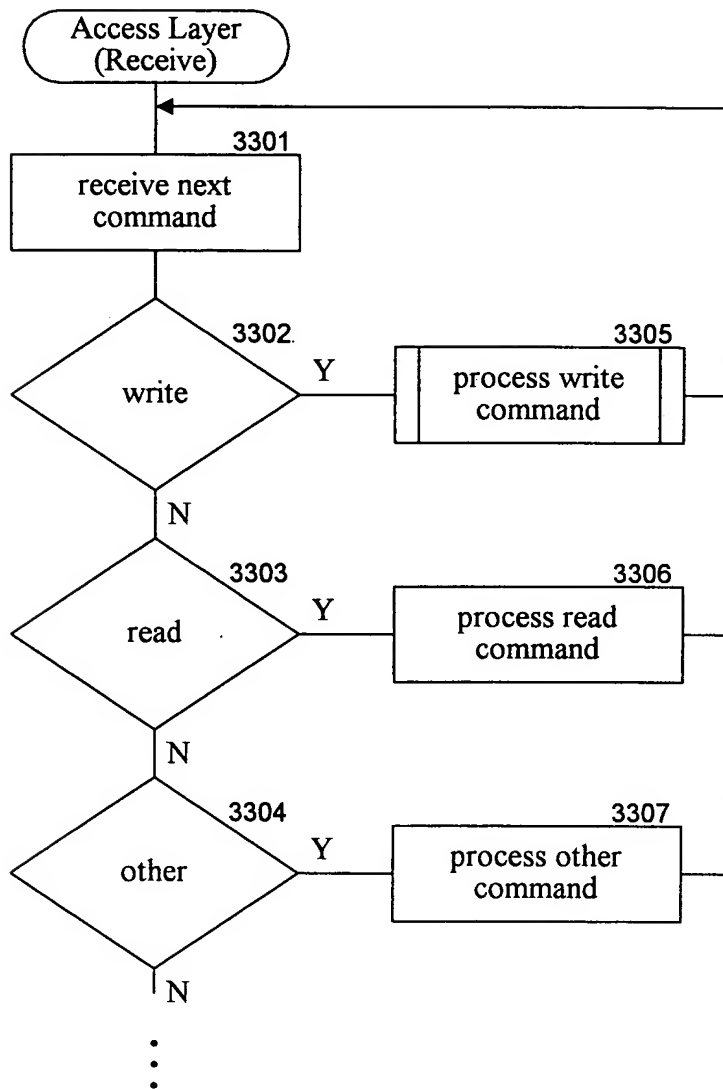 Access Layer
(Receive)
3301
receive next
command
3302
write
Y
3305
process write
command
N
3303
read
Y
3306
process read
command
N
3304
other
Y
3307
process other
command
N